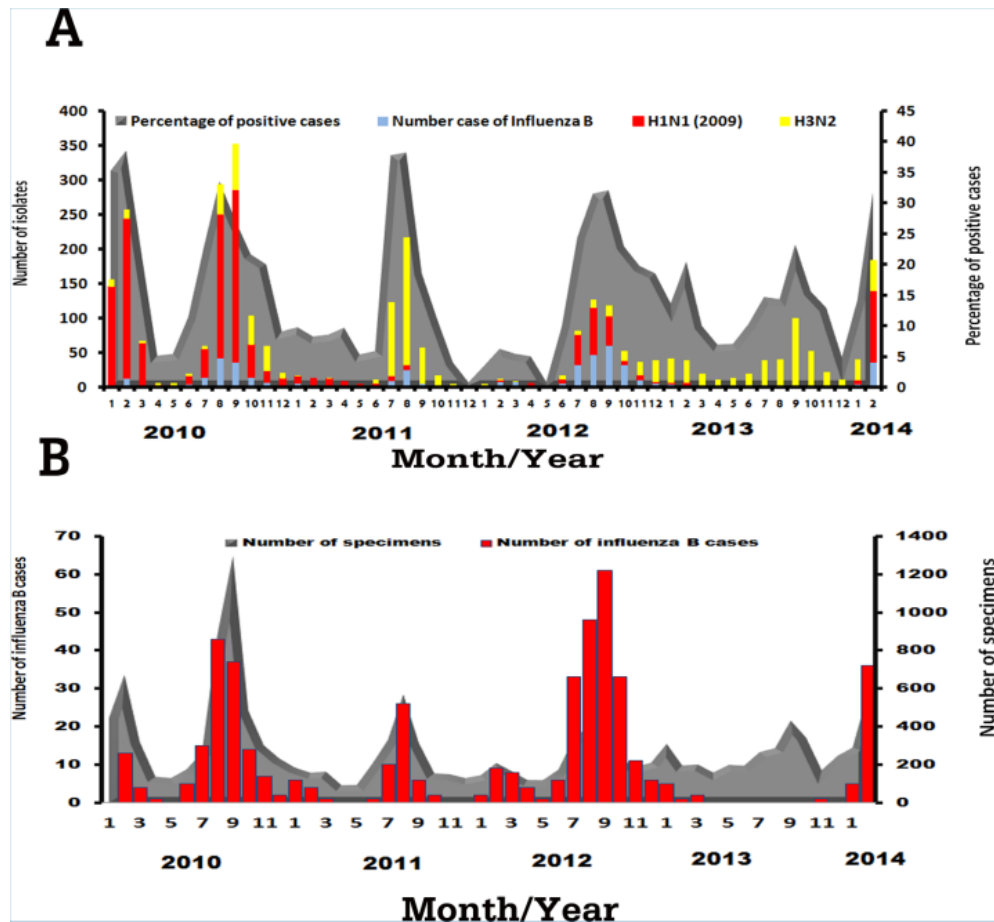 A
Percentage of positive cases Number case of Influenza B H1N1 (2009) H3N2
Number of isolates
400
350
300
250
200
150
100
50
0
Percentage of positive cases
45
40
35
30
25
20
15
10
5
0
1 2 3 4 5 6 7 8 9 10 11 12 1 2 3 4 5 6 7 8 9 10 11 12 1 2 3 4 5 6 7 8 9 10 11 12 1 2 3 4 5 6 7 8 9 10 11 12 1 2
2010 2011 2012 2013 2014
Month/Year
B
Number of specimens Number of influenza B cases
Number of influenza B cases
70
60
50
40
30
20
10
0
Number of specimens
1400
1200
1000
800
600
400
200
0
1 3 5 7 9 11 1 3 5 7 9 11 1 3 5 7 9 11 1 3 5 7 9 11 1
2010 2011 2012 2013 2014
Month/Year